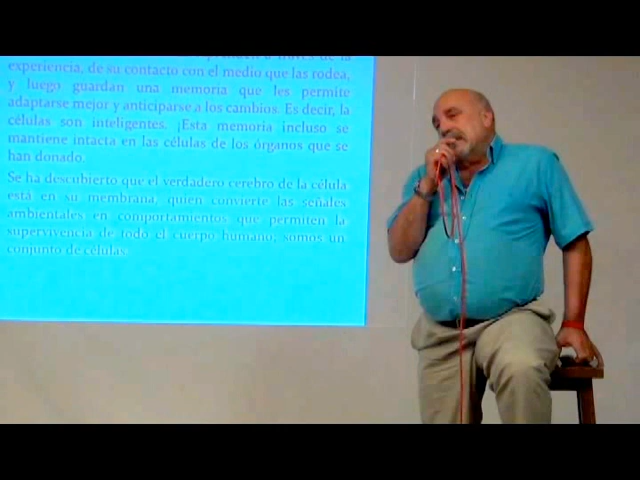 a través de la
experiencia, de su contacto con el medio que las rodea,
y luego guardan una memoria que les permite
adaptarse mejor y anticiparse a los cambios. Es decir, la
células son inteligentes. ¡Esta memoria incluso se
mantiene intacta en las células de los órganos que se
han donado.
Se ha descubierto que el verdadero cerebro de la célula
está en su membrana, quien convierte las señales
ambientales en comportamientos que permiten la
supervivencia de todo el cuerpo humano; somos un
conjunto de células.